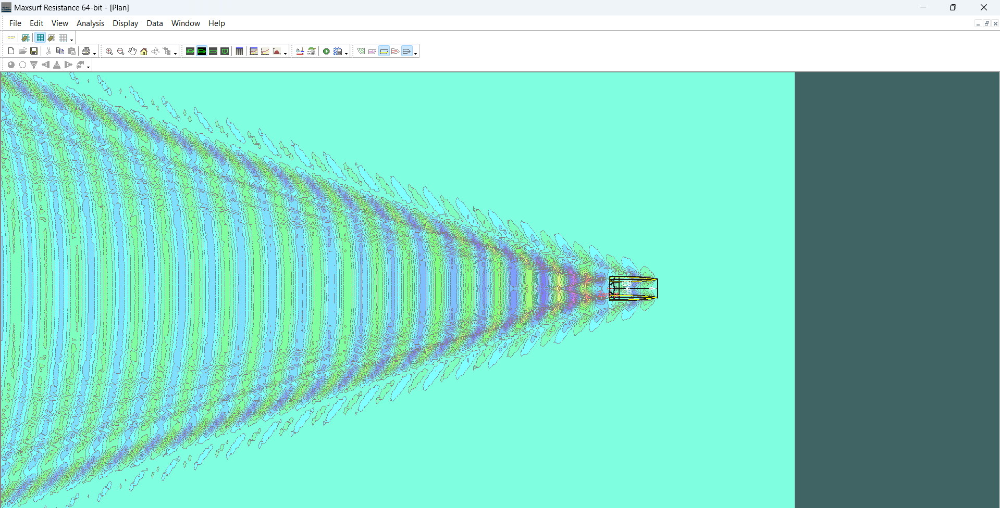 Maxsurf Resistance 64-bit - [Plan]
File Edit View Analysis Display Data Window Help